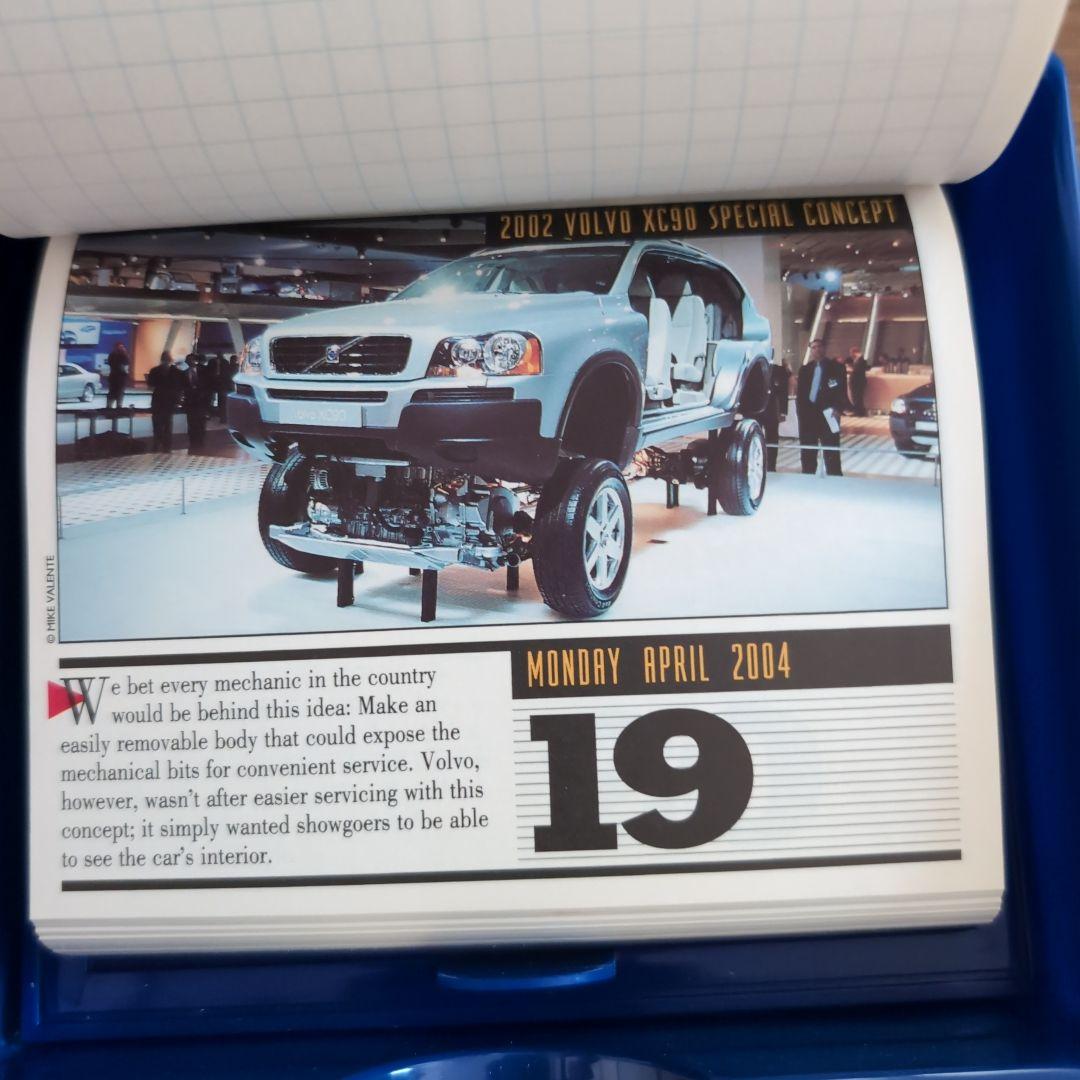 2002 VOLVO XC90 SPECIAL CONCEPT
Volvo XC90
© MIKE VALENTE
We bet every mechanic in the country
would be behind this idea: Make an
easily removable body that could expose the
mechanical bits for convenient service. Volvo,
however, wasn't after easier servicing with this
concept; it simply wanted showgoers to be able
to see the car's interior.
MONDAY APRIL 2004
19